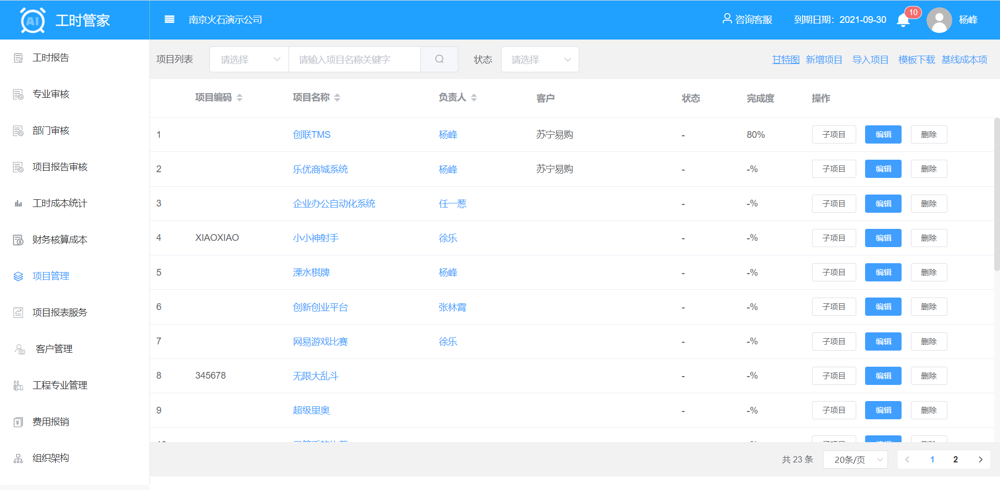 AI 工时管家 南京火石演示公司 咨询客服 到期日期：2021-09-30 10 杨峰
工时报告
专业审核
部门审核
项目报告审核
工时成本统计
财务核算成本
项目管理
项目报表服务
客户管理
工程专业管理
费用报销
组织架构
项目列表 请选择 请输入项目名称关键字 状态 请选择 甘特图 新增项目 导入项目 模板下载 基线成本项
项目编码 项目名称 负责人 客户 状态 完成度 操作
1 创联TMS 杨峰 苏宁易购 - 80% 子项目 编辑 删除
2 乐优商城系统 杨峰 苏宁易购 - -% 子项目 编辑 删除
3 企业办公自动化系统 任一葱 - -% 子项目 编辑 删除
4 XIAOXIAO 小小神射手 徐乐 - -% 子项目 编辑 删除
5 溧水棋牌 杨峰 - -% 子项目 编辑 删除
6 创新创业平台 张林霄 - -% 子项目 编辑 删除
7 网易游戏比赛 徐乐 - -% 子项目 编辑 删除
8 345678 无限大乱斗 - -% 子项目 编辑 删除
9 超级里奥 - -% 子项目 编辑 删除
共 23 条 20条/页 1 2